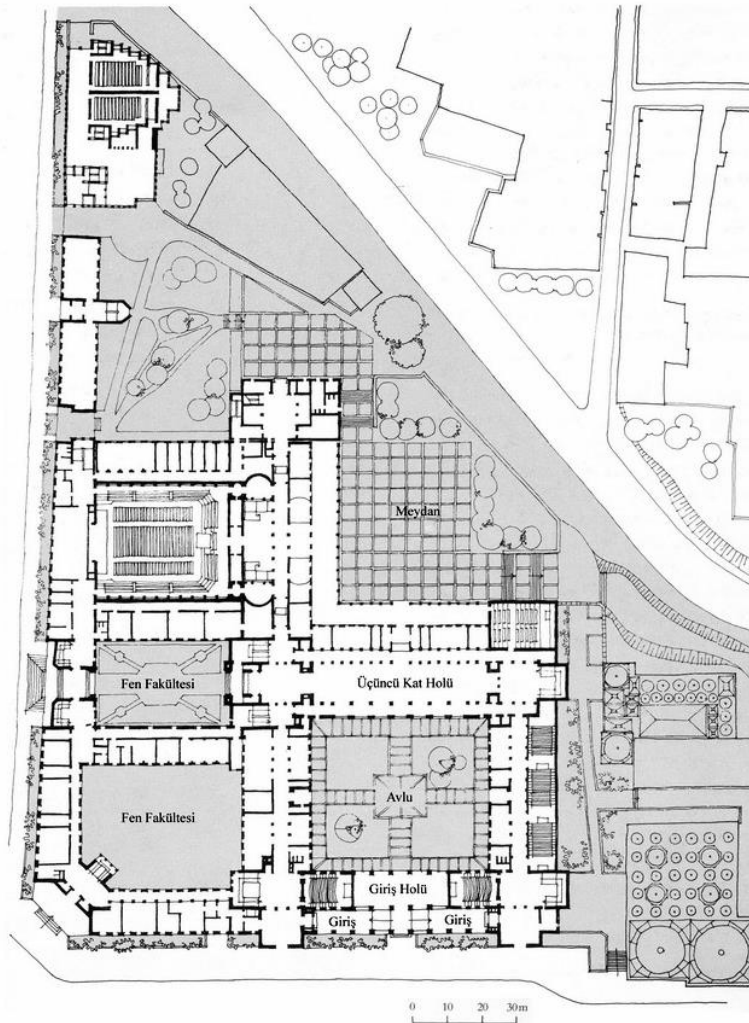 Meydan
Fen Fakültesi
Üçüncü Kat Holü
Avlu
Fen Fakültesi
Giriş Holü
Giriş
Giriş
0 10 20 30m